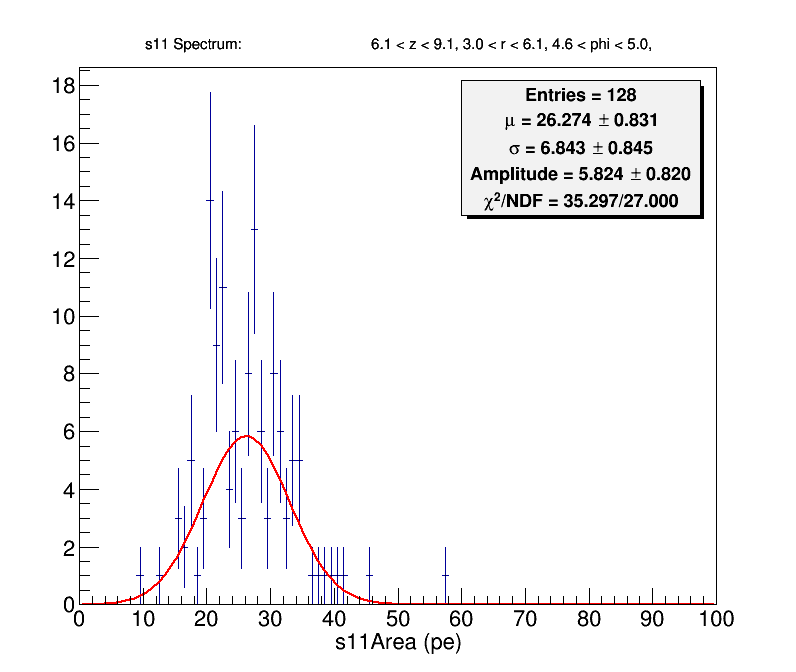 s11 Spectrum: 6.1 < z < 9.1, 3.0 < r < 6.1, 4.6 < phi < 5.0,
Entries = 128
μ = 26.274 ± 0.831
σ = 6.843 ± 0.845
Amplitude = 5.824 ± 0.820
χ²/NDF = 35.297/27.000
18
16
14
12
10
8
6
4
2
0
0 10 20 30 40 50 60 70 80 90 100
s11Area (pe)